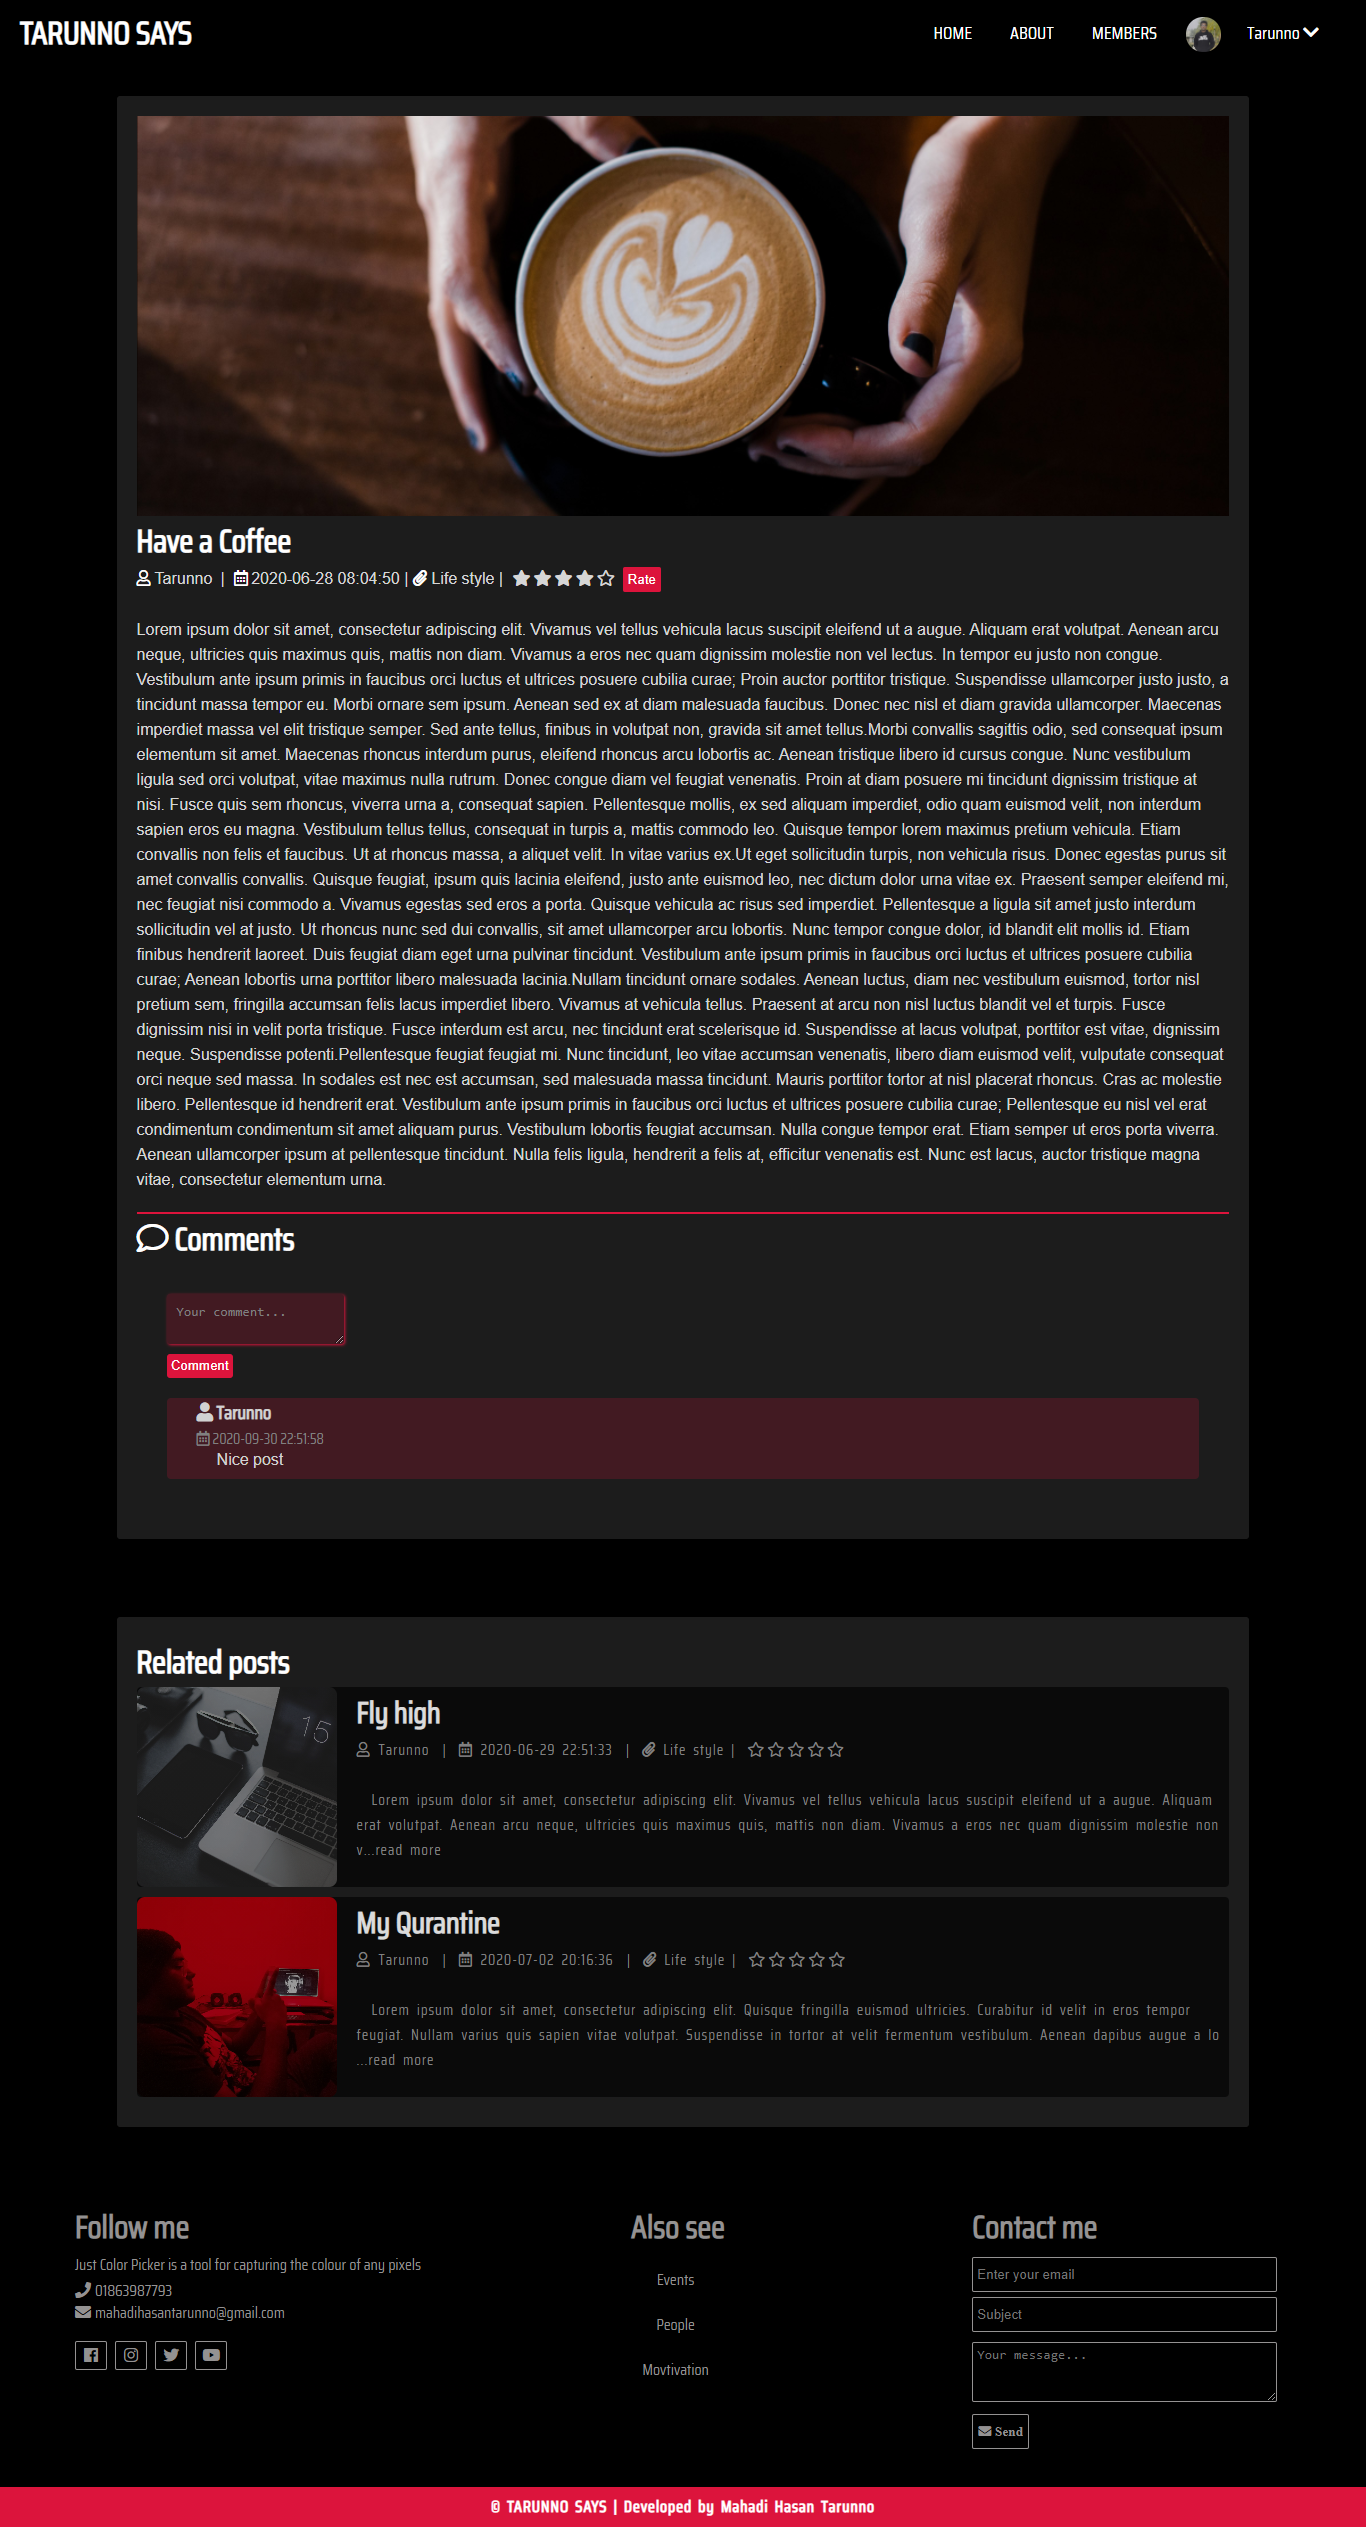 TARUNNO SAYS
HOME ABOUT MEMBERS Tarunno
Have a Coffee
Tarunno | 2020-06-28 08:04:50 | Life style | Rate
Lorem ipsum dolor sit amet, consectetur adipiscing elit. Vivamus vel tellus vehicula lacus suscipit eleifend ut a augue. Aliquam erat volutpat. Aenean arcu
neque, ultricies quis maximus quis, mattis non diam. Vivamus a eros nec quam dignissim molestie non vel lectus. In tempor eu justo non congue.
Vestibulum ante ipsum primis in faucibus orci luctus et ultrices posuere cubilia curae; Proin auctor porttitor tristique. Suspendisse ullamcorper justo justo, a
tincidunt massa tempor eu. Morbi ornare sem ipsum. Aenean sed ex at diam malesuada faucibus. Donec nec nisl et diam gravida ullamcorper. Maecenas
imperdiet massa vel elit tristique semper. Sed ante tellus, finibus in volutpat non, gravida sit amet tellus.Morbi convallis sagittis odio, sed consequat ipsum
elementum sit amet. Maecenas rhoncus interdum purus, eleifend rhoncus arcu lobortis ac. Aenean tristique libero id cursus congue. Nunc vestibulum
ligula sed orci volutpat, vitae maximus nulla rutrum. Donec congue diam vel feugiat venenatis. Proin at diam posuere mi tincidunt dignissim tristique at
nisi. Fusce quis sem rhoncus, viverra urna a, consequat sapien. Pellentesque mollis, ex sed aliquam imperdiet, odio quam euismod velit, non interdum
sapien eros eu magna. Vestibulum tellus tellus, consequat in turpis a, mattis commodo leo. Quisque tempor lorem maximus pretium vehicula. Etiam
convallis non felis et faucibus. Ut at rhoncus massa, a aliquet velit. In vitae varius ex.Ut eget sollicitudin turpis, non vehicula risus. Donec egestas purus sit
amet convallis convallis. Quisque feugiat, ipsum quis lacinia eleifend, justo ante euismod leo, nec dictum dolor urna vitae ex. Praesent semper eleifend mi,
nec feugiat nisi commodo a. Vivamus egestas sed eros a porta. Quisque vehicula ac risus sed imperdiet. Pellentesque a ligula sit amet justo interdum
sollicitudin vel at justo. Ut rhoncus nunc sed dui convallis, sit amet ullamcorper arcu lobortis. Nunc tempor congue dolor, id blandit elit mollis id. Etiam
finibus hendrerit laoreet. Duis feugiat diam eget urna pulvinar tincidunt. Vestibulum ante ipsum primis in faucibus orci luctus et ultrices posuere cubilia
curae; Aenean lobortis urna porttitor libero malesuada lacinia.Nullam tincidunt ornare sodales. Aenean luctus, diam nec vestibulum euismod, tortor nisl
pretium sem, fringilla accumsan felis lacus imperdiet libero. Vivamus at vehicula tellus. Praesent at arcu non nisl luctus blandit vel et turpis. Fusce
dignissim nisi in velit porta tristique. Fusce interdum est arcu, nec tincidunt erat scelerisque id. Suspendisse at lacus volutpat, porttitor est vitae, dignissim
neque. Suspendisse potenti.Pellentesque feugiat feugiat mi. Nunc tincidunt, leo vitae accumsan venenatis, libero diam euismod velit, vulputate consequat
orci neque sed massa. In sodales est nec est accumsan, sed malesuada massa tincidunt. Mauris porttitor tortor at nisl placerat rhoncus. Cras ac molestie
libero. Pellentesque id hendrerit erat. Vestibulum ante ipsum primis in faucibus orci luctus et ultrices posuere cubilia curae; Pellentesque eu nisl vel erat
condimentum condimentum sit amet aliquam purus. Vestibulum lobortis feugiat accumsan. Nulla congue tempor erat. Etiam semper ut eros porta viverra.
Aenean ullamcorper ipsum at pellentesque tincidunt. Nulla felis ligula, hendrerit a felis at, efficitur venenatis est. Nunc est lacus, auctor tristique magna
vitae, consectetur elementum urna.
Comments
Your comment...
Comment
Tarunno
2020-09-30 22:51:58
Nice post
Related posts
15
Fly high
Tarunno | 2020-06-29 22:51:33 | Life style |
Lorem ipsum dolor sit amet, consectetur adipiscing elit. Vivamus vel tellus vehicula lacus suscipit eleifend ut a augue. Aliquam
erat volutpat. Aenean arcu neque, ultricies quis maximus quis, mattis non diam. Vivamus a eros nec quam dignissim molestie non
v...read more
My Qurantine
Tarunno | 2020-07-02 20:16:36 | Life style |
Lorem ipsum dolor sit amet, consectetur adipiscing elit. Quisque fringilla euismod ultricies. Curabitur id velit in eros tempor
feugiat. Nullam varius quis sapien vitae volutpat. Suspendisse in tortor at velit fermentum vestibulum. Aenean dapibus augue a lo
...read more
Follow me
Just Color Picker is a tool for capturing the colour of any pixels
01863987793
mahadihasantarunno@gmail.com
Also see
Events
People
Movtivation
Contact me
Enter your email
Subject
Your message...
Send
© TARUNNO SAYS | Developed by Mahadi Hasan Tarunno